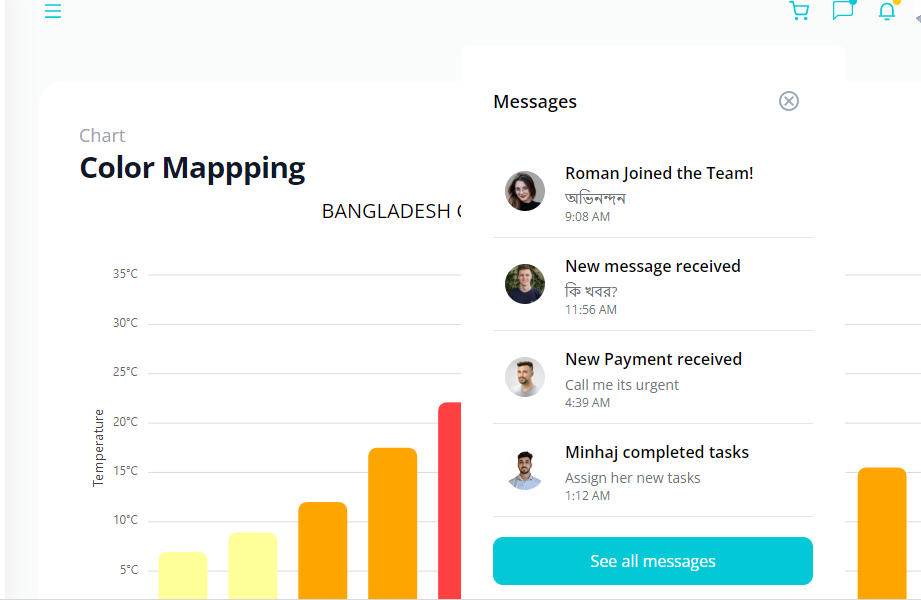 Chart
Color Mappping
BANGLADESH
35°C
30°C
25°C
20°C
15°C
10°C
5°C
Temperature
Messages
Roman Joined the Team!
অভিনন্দন
9:08 AM
New message received
কি খবর?
11:56 AM
New Payment received
Call me its urgent
4:39 AM
Minhaj completed tasks
Assign her new tasks
1:12 AM
See all messages